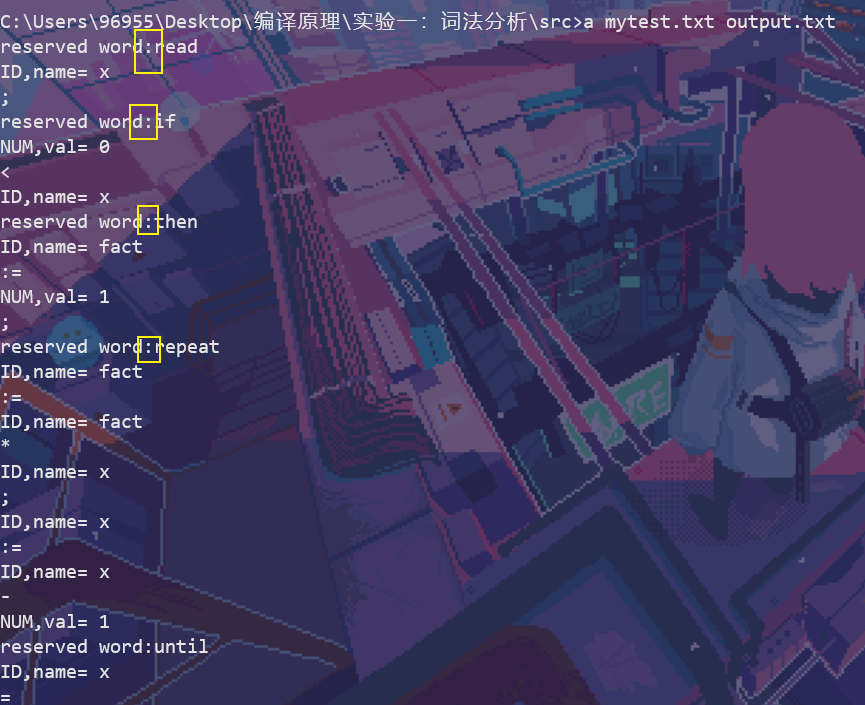 C:\Users\96955\Desktop\编译原理\实验一：词法分析\src>a mytest.txt output.txt
reserved word:read
ID,name= x
;
reserved word:if
NUM,val= 0
<
ID,name= x
reserved word:then
ID,name= fact
:=
NUM,val= 1
;
reserved word:repeat
ID,name= fact
:=
ID,name= fact
*
ID,name= x
;
ID,name= x
:=
ID,name= x
-
NUM,val= 1
reserved word:until
ID,name= x
=